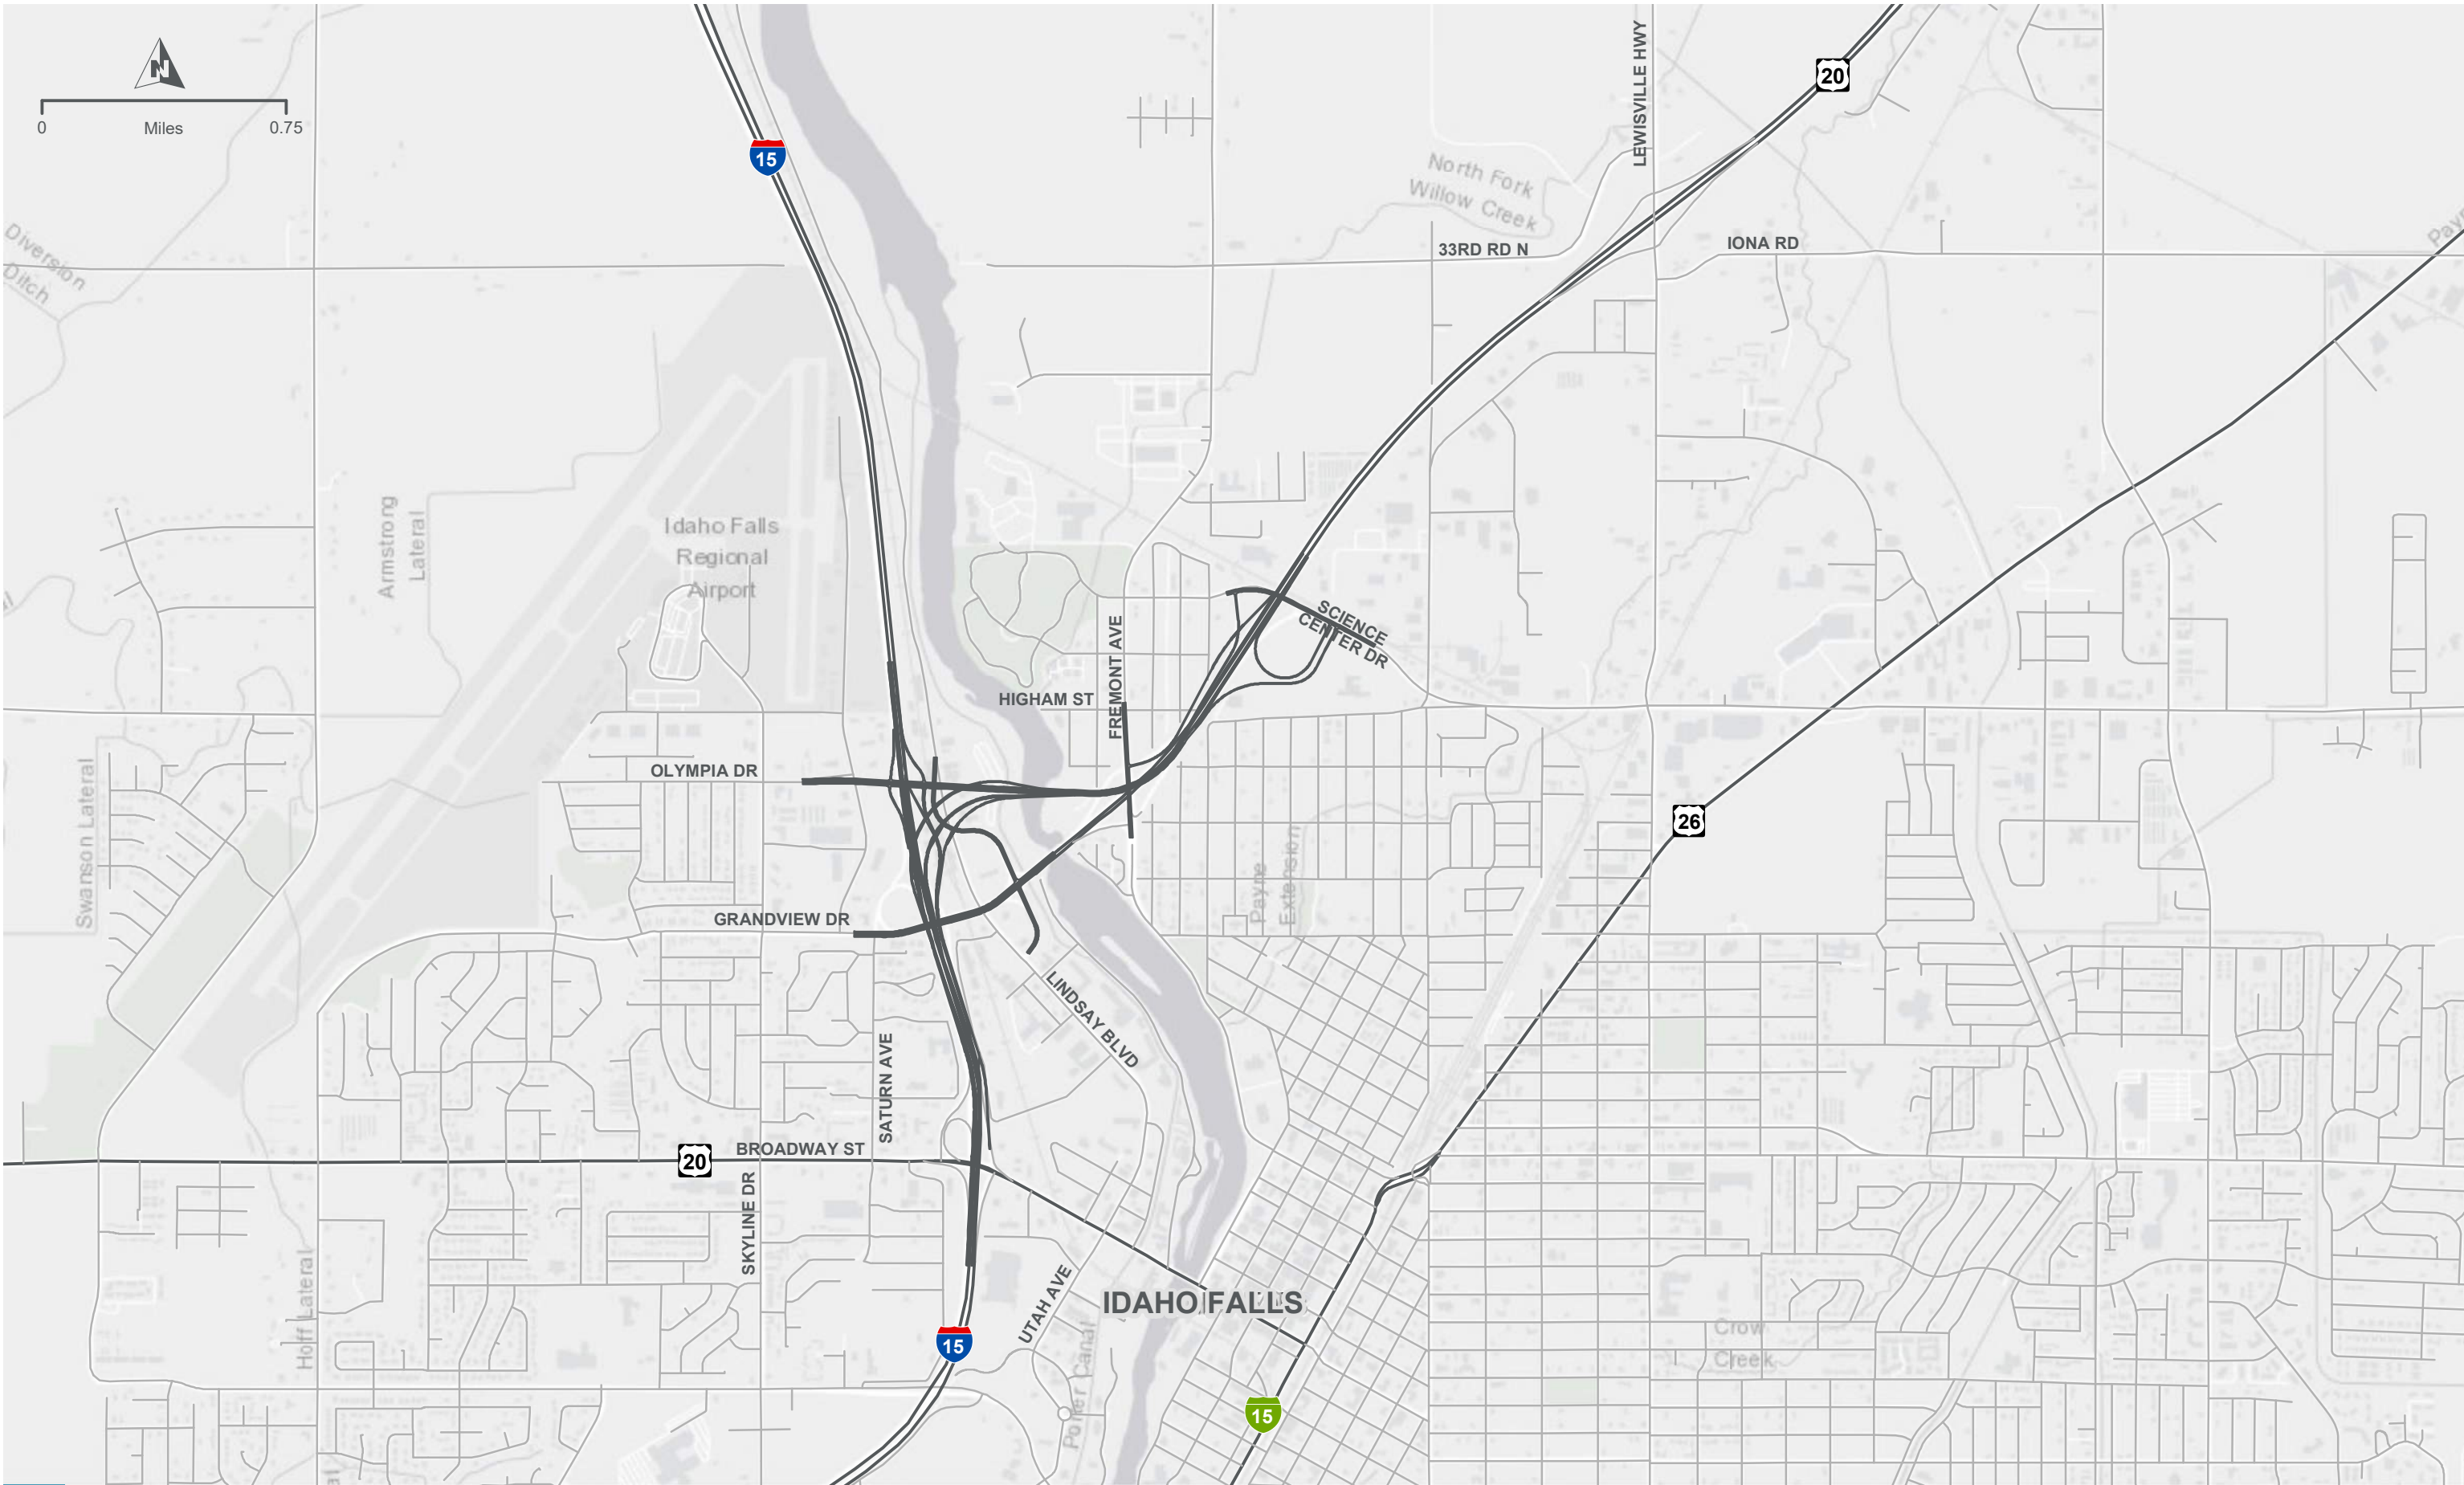 N
0 Miles 0.75
15
20
LEWISVILLE HWY
North Fork
Willow Creek
Diversion
Ditch
33RD RD N
IONA RD
Armstrong
Lateral
Idaho Falls
Regional
Airport
SCIENCE
CENTER DR
FREMONT AVE
HIGHAM ST
OLYMPIA DR
Swanson Lateral
26
Payne
Extension
GRANDVIEW DR
LINDSAY BLVD
SATURN AVE
BROADWAY ST
20
SKYLINE DR
Hoff Lateral
UTAH AVE
IDAHO FALLS
15
Porter Canal
Crow
Creek
15